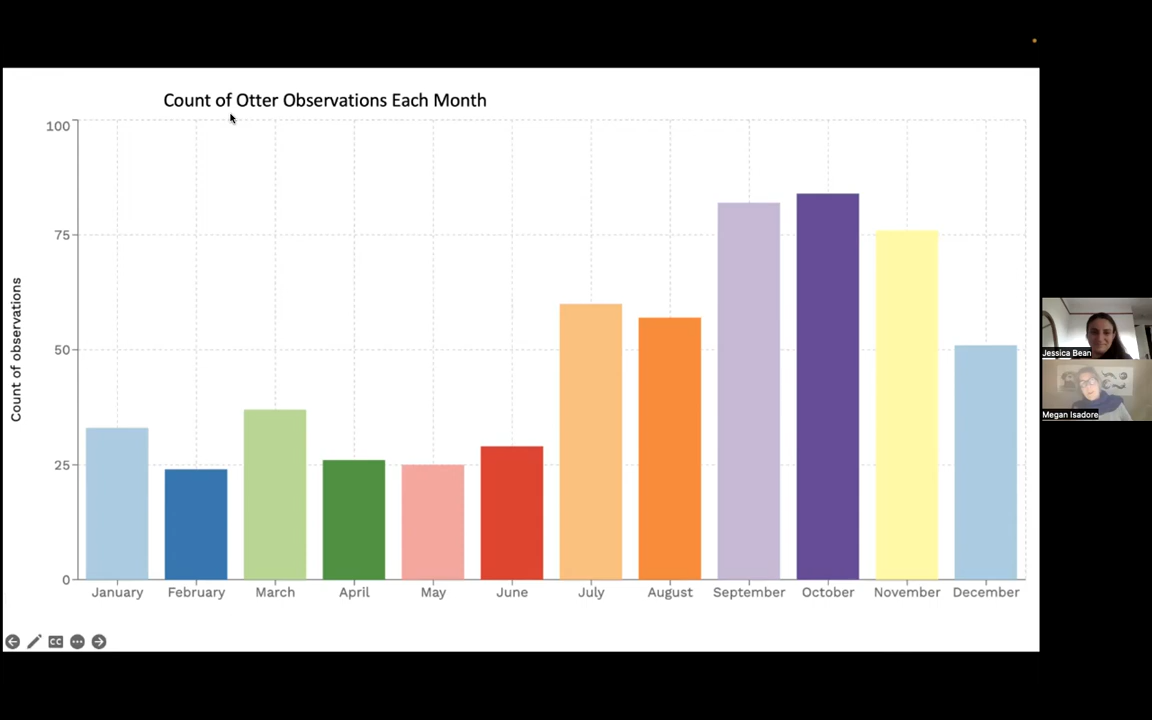 Count of Otter Observations Each Month
100
75
50
25
0
Count of observations
January February March April May June July August September October November December
CC
Jessica Bean
Megan Isadore